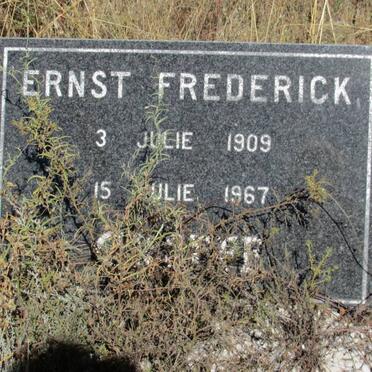 ERNST FREDERICK
3 JULIE 1909
15 JULIE 1967